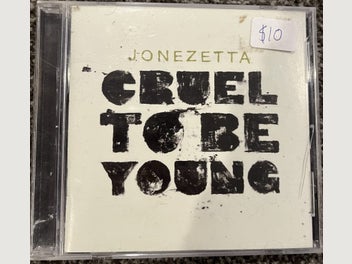 $10
JONEZETTA
CRUEL
TO BE
YOUNG